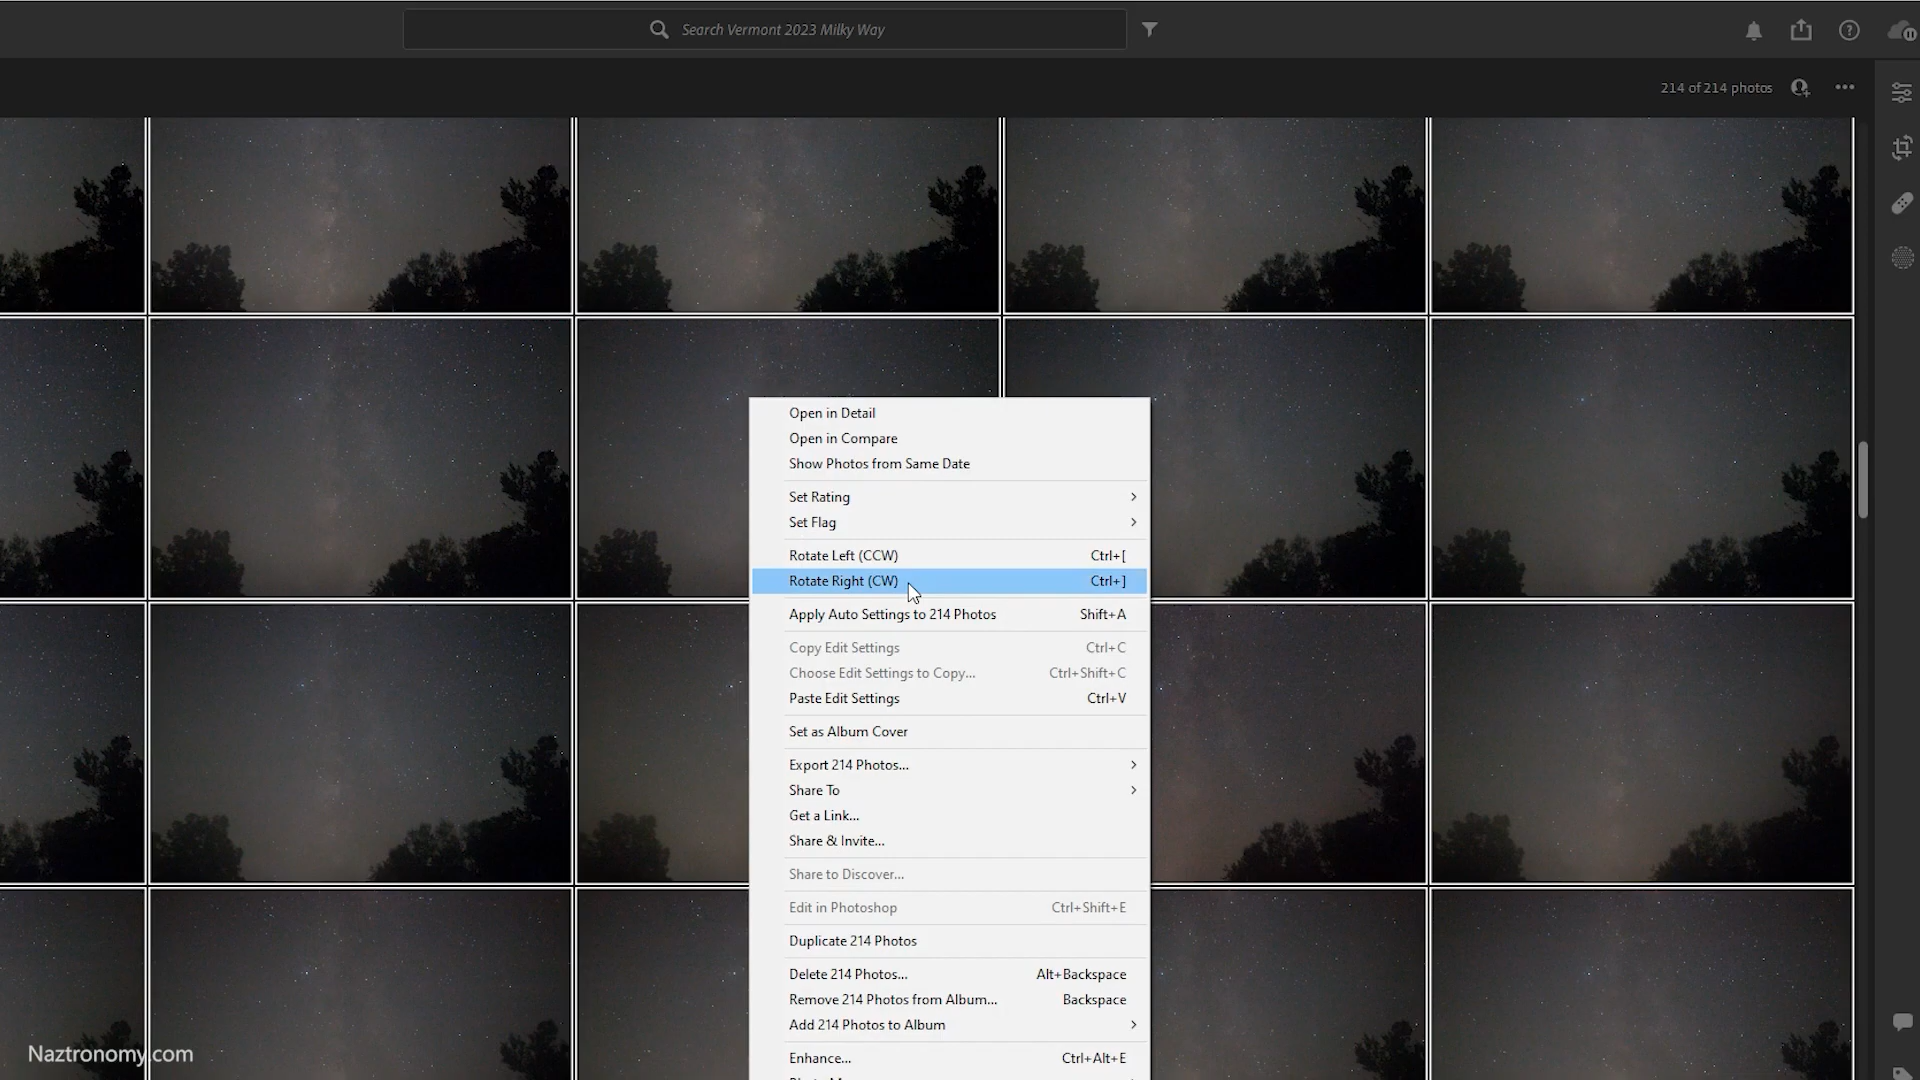 Search Vermont 2023 Milky Way
214 of 214 photos
Open in Detail
Open in Compare
Show Photos from Same Date
Set Rating
Set Flag
Rotate Left (CCW) Ctrl+[
Rotate Right (CW) Ctrl+]
Apply Auto Settings to 214 Photos Shift+A
Copy Edit Settings Ctrl+C
Choose Edit Settings to Copy... Ctrl+Shift+C
Paste Edit Settings Ctrl+V
Set as Album Cover
Export 214 Photos...
Share To
Get a Link...
Share & Invite...
Share to Discover...
Edit in Photoshop Ctrl+Shift+E
Duplicate 214 Photos
Delete 214 Photos... Alt+Backspace
Remove 214 Photos from Album... Backspace
Add 214 Photos to Album
Enhance... Ctrl+Alt+E
Naztronomy.com